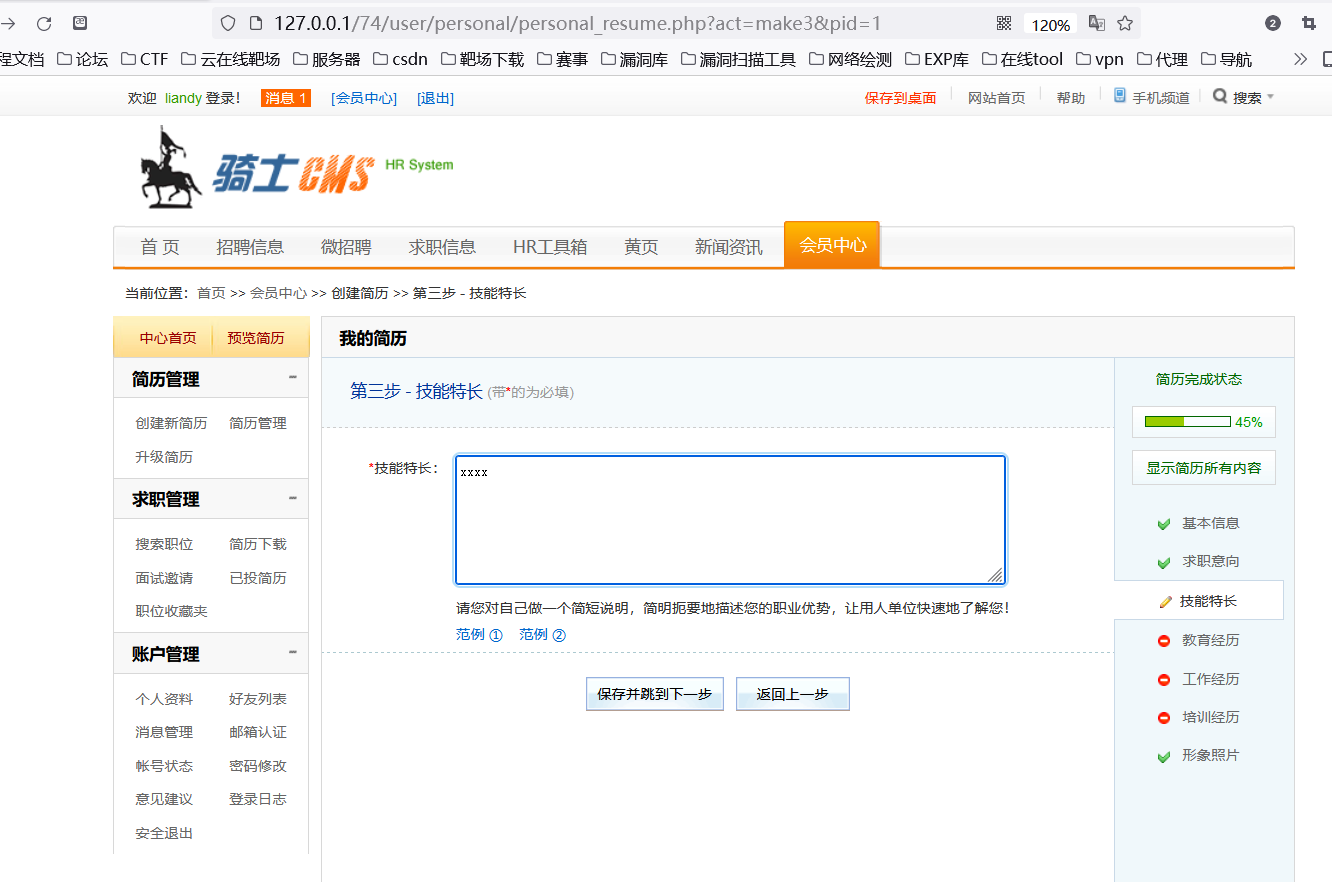 127.0.0.1/74/user/personal/personal_resume.php?act=make3&pid=1
120%
2
程文档 论坛 CTF 云在线靶场 服务器 csdn 靶场下载 赛事 漏洞库 漏洞扫描工具 网络绘测 EXP库 在线tool vpn 代理 导航
欢迎 liandy 登录! 消息 1 [会员中心] [退出] 保存到桌面 网站首页 帮助 手机频道 搜索
骑士CMS HR System
首 页 招聘信息 微招聘 求职信息 HR工具箱 黄页 新闻资讯 会员中心
当前位置：首页 >> 会员中心 >> 创建简历 >> 第三步 - 技能特长
中心首页 预览简历
简历管理
创建新简历 简历管理
升级简历
求职管理
搜索职位 简历下载
面试邀请 已投简历
职位收藏夹
账户管理
个人资料 好友列表
消息管理 邮箱认证
帐号状态 密码修改
意见建议 登录日志
安全退出
我的简历
第三步 - 技能特长 (带*的为必填)
*技能特长：
xxxx
请您对自己做一个简短说明，简明扼要地描述您的职业优势，让用人单位快速地了解您!
范例 ① 范例 ②
保存并跳到下一步 返回上一步
简历完成状态
45%
显示简历所有内容
基本信息
求职意向
技能特长
教育经历
工作经历
培训经历
形象照片